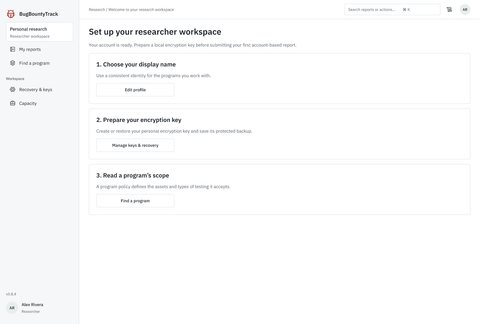 BugBountyTrack
Research / Welcome to your research workspace
Search reports or actions...
⌘ K
AR
Personal research
Researcher workspace
My reports
Find a program
Workspace
Recovery & keys
Capacity
Set up your researcher workspace
Your account is ready. Prepare a local encryption key before submitting your first account-based report.
1. Choose your display name
Use a consistent identity for the programs you work with.
Edit profile
2. Prepare your encryption key
Create or restore your personal encryption key and save its protected backup.
Manage keys & recovery
3. Read a program's scope
A program policy defines the assets and types of testing it accepts.
Find a program
AR
Alex Rivera
Researcher